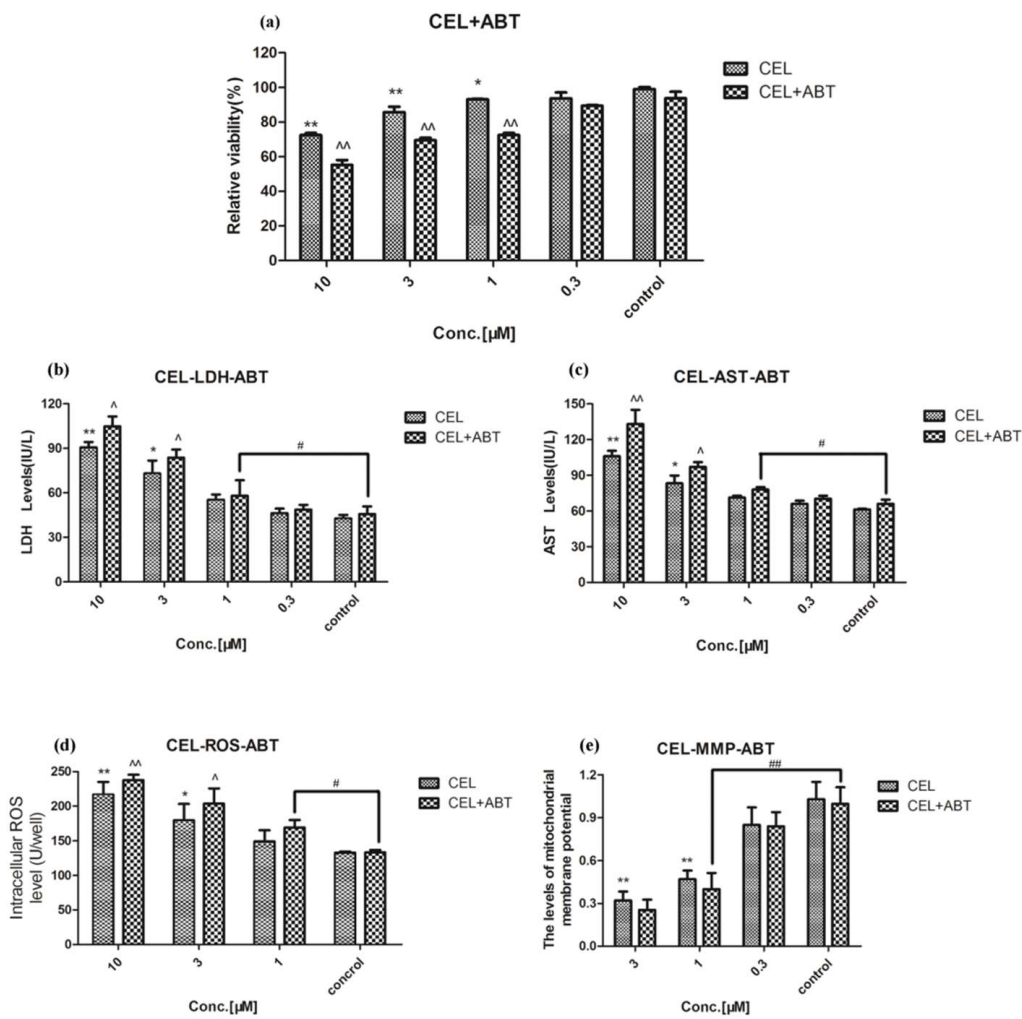 (a)
CEL+ABT
Relative viability(%)
120
100
80
60
40
20
0
**
^^
**
^^
*
^^
CEL
CEL+ABT
10
3
1
0.3
control
Conc.[µM]
(b)
CEL-LDH-ABT
LDH Levels(IU/L)
120
90
60
30
0
**
^
*
^
#
CEL
CEL+ABT
10
3
1
0.3
control
Conc.[µM]
(c)
CEL-AST-ABT
AST Levels(IU/L)
150
120
90
60
30
0
**
^^
*
^
#
CEL
CEL+ABT
10
3
1
0.3
control
Conc.[µM]
(d)
CEL-ROS-ABT
Intracellular ROS
level (U/well)
250
200
150
100
50
0
**
^^
*
^
#
CEL
CEL+ABT
10
3
1
concrol
Conc.[µM]
(e)
CEL-MMP-ABT
The levels of mitochondrial
membrane potential
1.2
0.9
0.6
0.3
0.0
**
**
##
CEL
CEL+ABT
3
1
0.3
control
Conc.[µM]